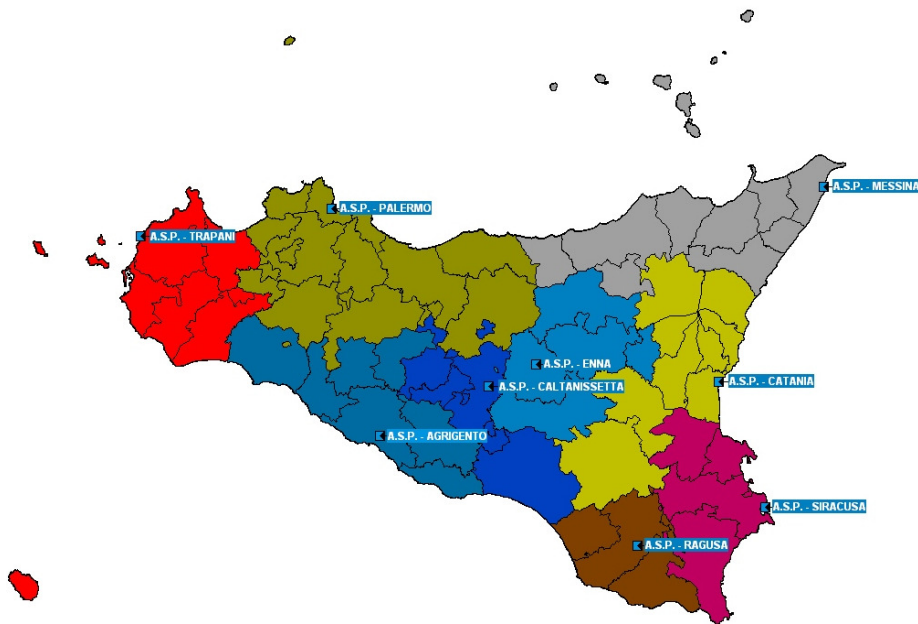 A.S.P. - MESSINA
A.S.P. - PALERMO
A.S.P. - TRAPANI
A.S.P. - ENNA
A.S.P. - CATANIA
A.S.P. - CALTANISSETTA
A.S.P. - AGRIGENTO
A.S.P. - SIRACUSA
A.S.P. - RAGUSA